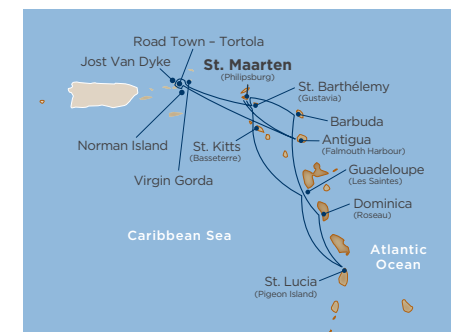 Road Town – Tortola
Jost Van Dyke
St. Maarten
(Philipsburg)
St. Barthélemy
(Gustavia)
Barbuda
Norman Island
St. Kitts
(Basseterre)
Antigua
(Falmouth Harbour)
Virgin Gorda
Guadeloupe
(Les Saintes)
Dominica
(Roseau)
Caribbean Sea
Atlantic
Ocean
St. Lucia
(Pigeon Island)